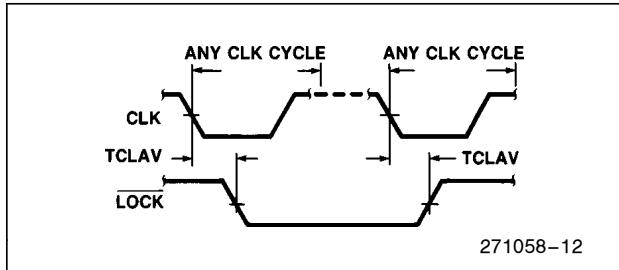 ANY CLK CYCLE ANY CLK CYCLE
CLK
TCLAV TCLAV
LOCK
271058–12